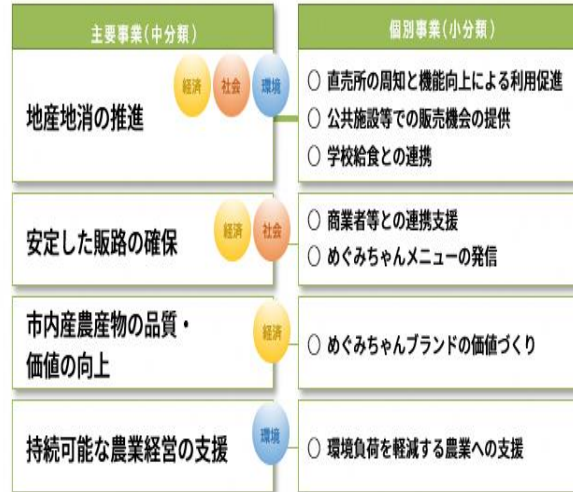 主要事業(中分類)
個別事業(小分類)
経済 社会 環境
地産地消の推進
○ 直売所の周知と機能向上による利用促進
○ 公共施設等での販売機会の提供
○ 学校給食との連携
経済 社会
安定した販路の確保
○ 商業者等との連携支援
○ めぐみちゃんメニューの発信
市内産農産物の品質・
価値の向上
経済
○ めぐみちゃんブランドの価値づくり
持続可能な農業経営の支援
環境
○ 環境負荷を軽減する農業への支援